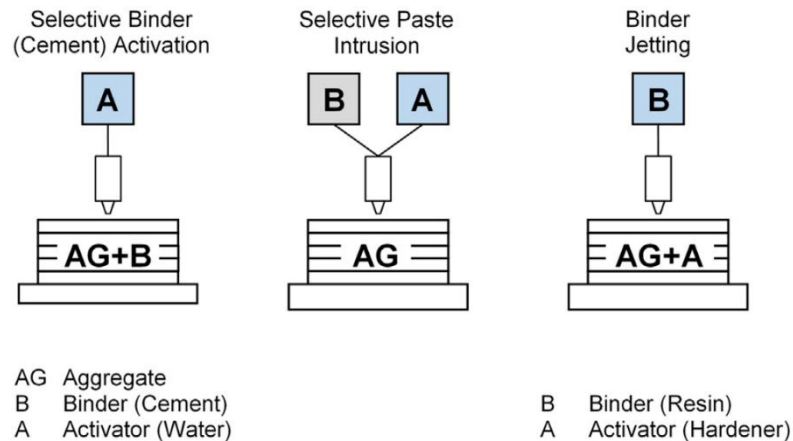 Selective Binder
(Cement) Activation
A
AG+B
Selective Paste
Intrusion
B A
AG
Binder
Jetting
B
AG+A
AG Aggregate
B Binder (Cement)
A Activator (Water)
B Binder (Resin)
A Activator (Hardener)